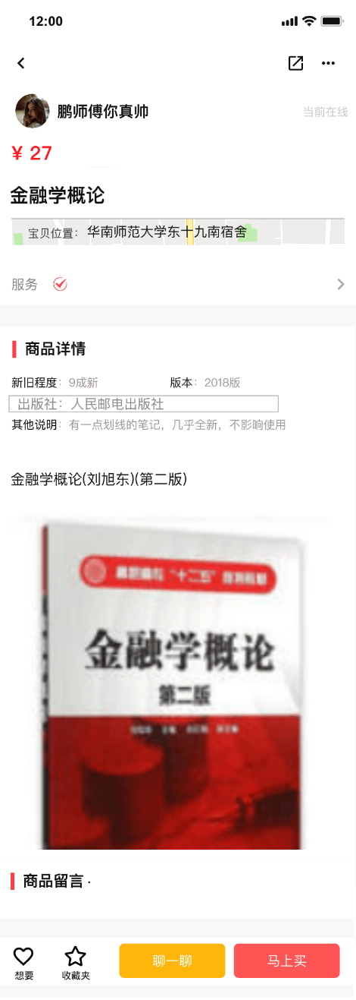 12:00
鹏师傅你真帅
当前在线
¥ 27
金融学概论
宝贝位置： 华南师范大学东十九南宿舍
服务
商品详情
新旧程度：9成新 版本：2018版
出版社：人民邮电出版社
其他说明：有一点划线的笔记，几乎全新，不影响使用
金融学概论(刘旭东)(第二版)
“十二五”
金融学概论
第二版
商品留言·
想要 收藏夹 聊一聊 马上买